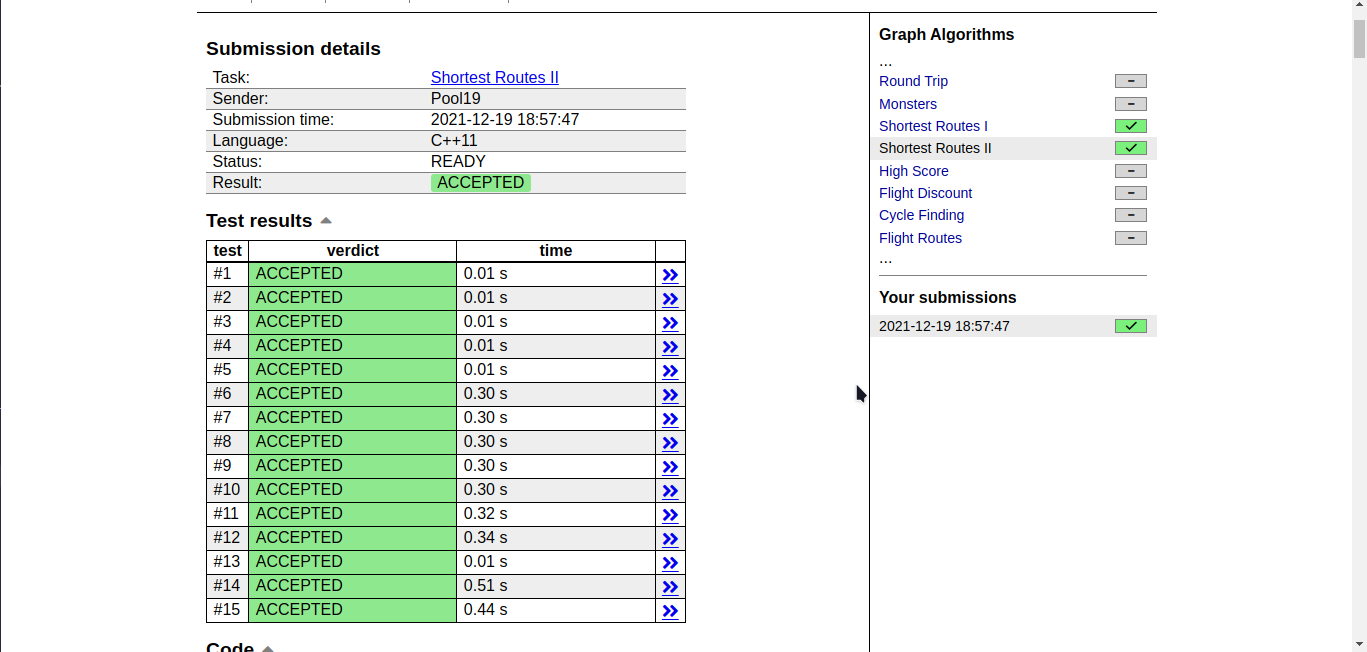 Submission details
Task: Shortest Routes II
Sender: Pool19
Submission time: 2021-12-19 18:57:47
Language: C++11
Status: READY
Result: ACCEPTED
Test results
test verdict time
#1 ACCEPTED 0.01 s
#2 ACCEPTED 0.01 s
#3 ACCEPTED 0.01 s
#4 ACCEPTED 0.01 s
#5 ACCEPTED 0.01 s
#6 ACCEPTED 0.30 s
#7 ACCEPTED 0.30 s
#8 ACCEPTED 0.30 s
#9 ACCEPTED 0.30 s
#10 ACCEPTED 0.30 s
#11 ACCEPTED 0.32 s
#12 ACCEPTED 0.34 s
#13 ACCEPTED 0.01 s
#14 ACCEPTED 0.51 s
#15 ACCEPTED 0.44 s
Code
Graph Algorithms
...
Round Trip
Monsters
Shortest Routes I
Shortest Routes II
High Score
Flight Discount
Cycle Finding
Flight Routes
...
Your submissions
2021-12-19 18:57:47